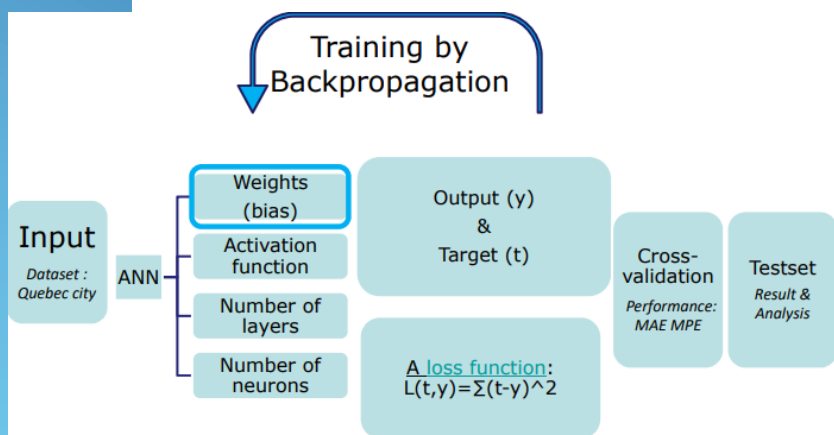 Training by
Backpropagation
Input
Dataset :
Quebec city
ANN
Weights
(bias)
Activation
function
Number of
layers
Number of
neurons
Output (y)
&
Target (t)
A loss function:
L(t,y)=Σ(t-y)^2
Cross-
validation
Performance:
MAE MPE
Testset
Result &
Analysis